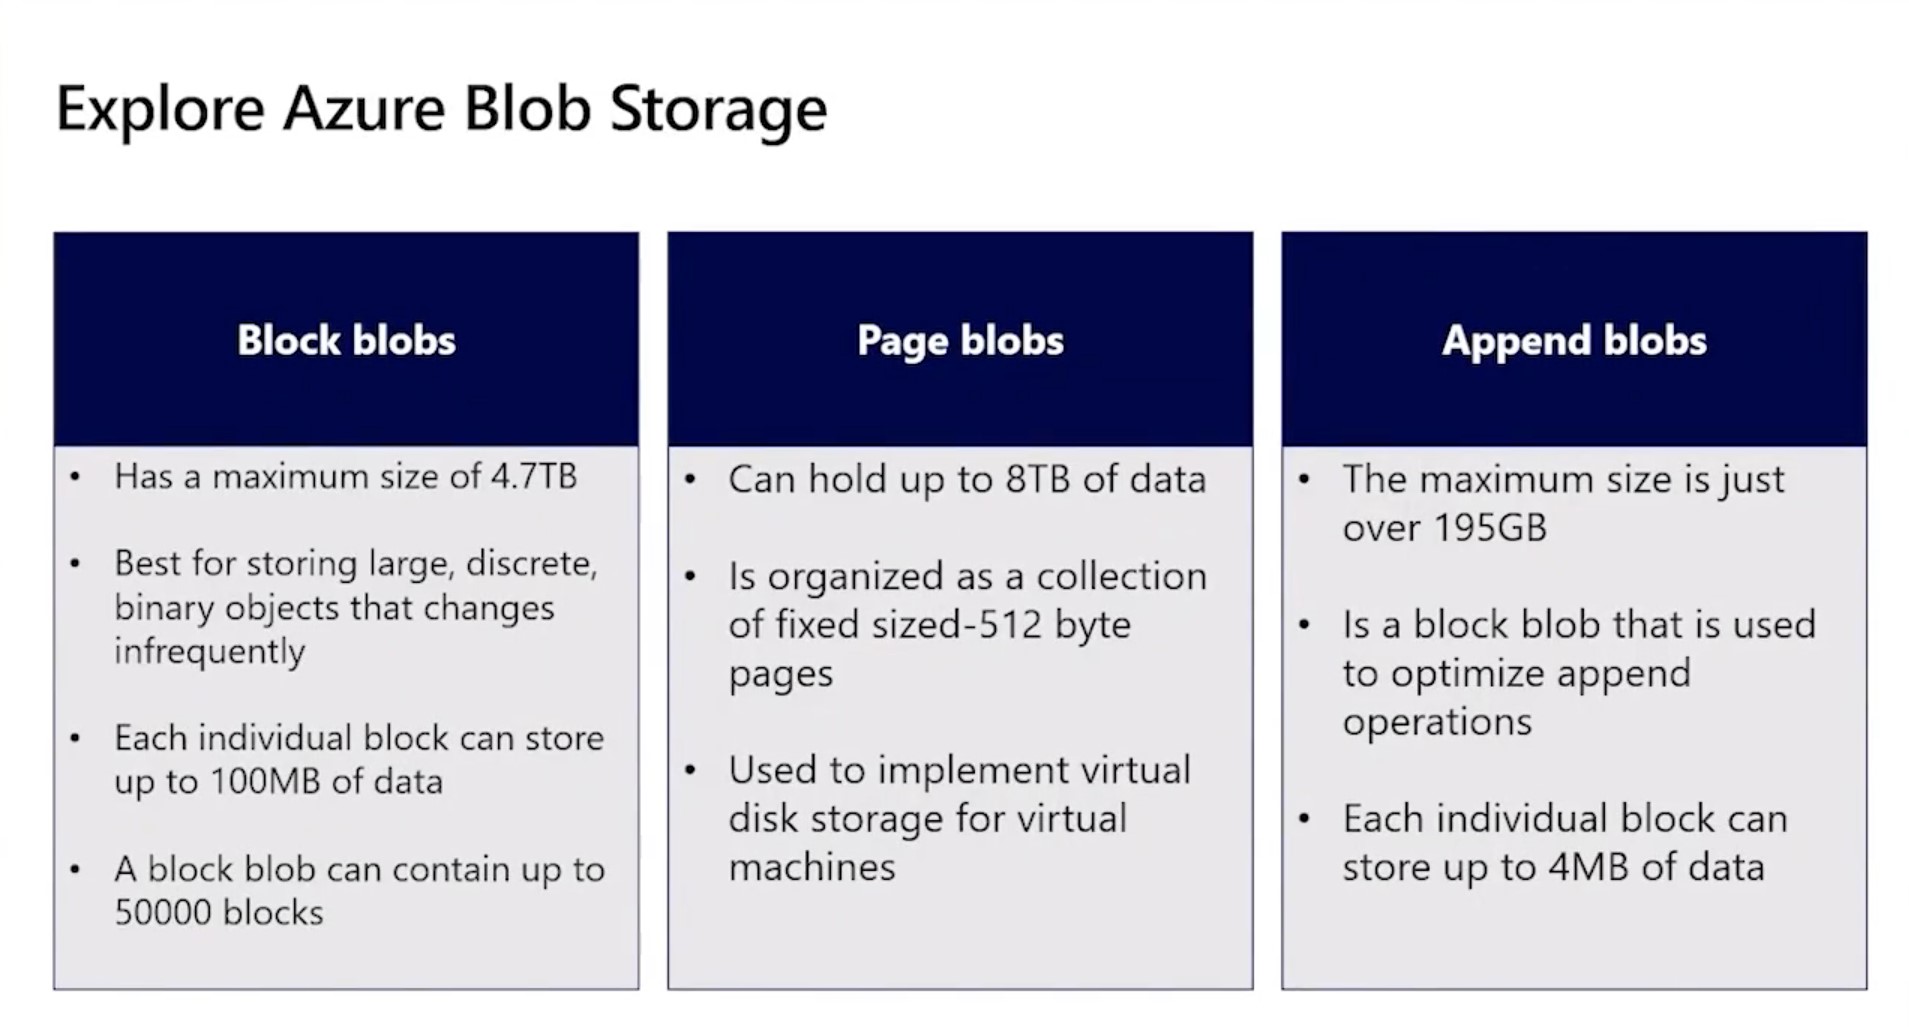 Explore Azure Blob Storage
Block blobs
• Has a maximum size of 4.7TB
• Best for storing large, discrete,
binary objects that changes
infrequently
• Each individual block can store
up to 100MB of data
• A block blob can contain up to
50000 blocks
Page blobs
• Can hold up to 8TB of data
• Is organized as a collection
of fixed sized-512 byte
pages
• Used to implement virtual
disk storage for virtual
machines
Append blobs
• The maximum size is just
over 195GB
• Is a block blob that is used
to optimize append
operations
• Each individual block can
store up to 4MB of data